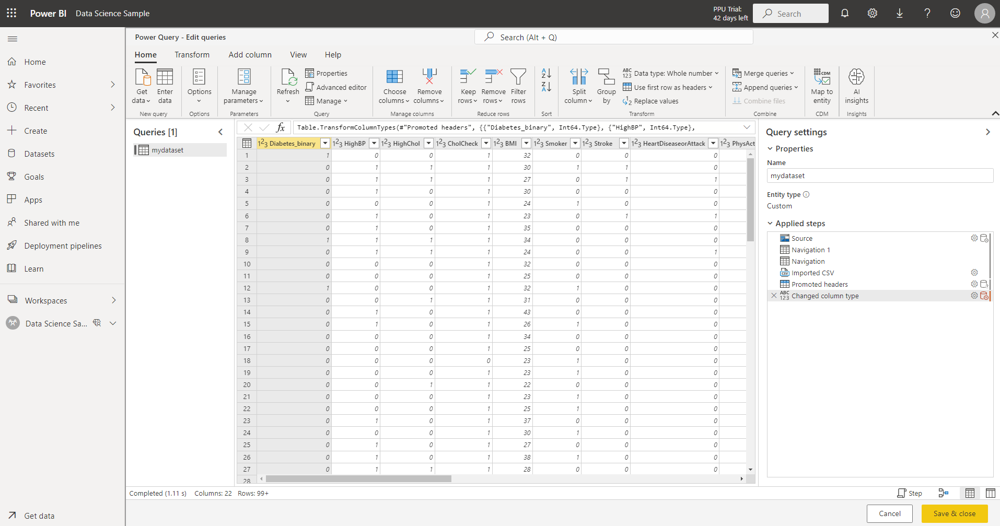 Power BI Data Science Sample
PPU Trial:
42 days left
Search
Home
Favorites
Recent
Create
Datasets
Goals
Apps
Shared with me
Deployment pipelines
Learn
Workspaces
Data Science Sa...
Get data
Power Query - Edit queries
Search (Alt + Q)
Home Transform Add column View Help
Get data
New query
Enter data
Options
Options
Manage parameters
Parameters
Refresh
Properties
Advanced editor
Manage
Query
Choose columns
Remove columns
Manage columns
Keep rows
Remove rows
Filter rows
Reduce rows
A
Z
Z
A
Sort
Split column
Group by
ABC
123 Data type: Whole number
Use first row as headers
1 2 Replace values
Transform
Merge queries
Append queries
Combine files
Combine
CDM
Map to entity
CDM
AI insights
Insights
Queries [1]
mydataset
fx Table.TransformColumnTypes(#"Promoted headers", {{"Diabetes_binary", Int64.Type}, {"HighBP", Int64.Type},
123 Diabetes_binary 123 HighBP 123 HighChol 123 CholCheck 123 BMI 123 Smoker 123 Stroke 123 HeartDiseaseorAttack 123 PhysAct
1 1 0 0 1 32 0 0 0
2 0 1 1 1 30 1 1 0
3 0 1 1 1 27 0 1 1
4 0 1 0 1 30 0 0 0
5 0 0 0 1 24 1 0 0
6 0 1 0 1 23 0 1 1
7 0 1 0 1 35 0 0 0
8 1 1 1 1 34 0 0 0
9 0 1 1 1 24 0 0 1
10 0 0 0 1 32 0 0 0
11 0 0 0 1 25 0 0 0
12 1 0 0 1 32 1 0 0
13 0 0 1 1 31 0 0 0
14 0 1 0 1 43 0 0 0
15 0 1 0 1 26 1 0 0
16 0 0 0 1 34 0 0 0
17 0 0 0 1 25 0 0 0
18 0 0 0 0 23 1 0 0
19 0 0 0 1 23 1 0 0
20 0 0 1 1 22 0 0 0
21 0 0 0 1 23 1 0 0
22 0 0 0 1 25 1 0 0
23 0 1 0 1 37 0 0 0
24 0 0 0 1 30 1 0 0
25 0 1 0 1 27 0 0 0
26 0 1 0 1 38 1 0 0
27 0 1 1 1 28 0 0 0
28
Query settings
Properties
Name
mydataset
Entity type
Custom
Applied steps
Source
Navigation 1
Navigation
CSV Imported CSV
Promoted headers
ABC
123 Changed column type
Completed (1.11 s) Columns: 22 Rows: 99+
Step
Cancel Save & close